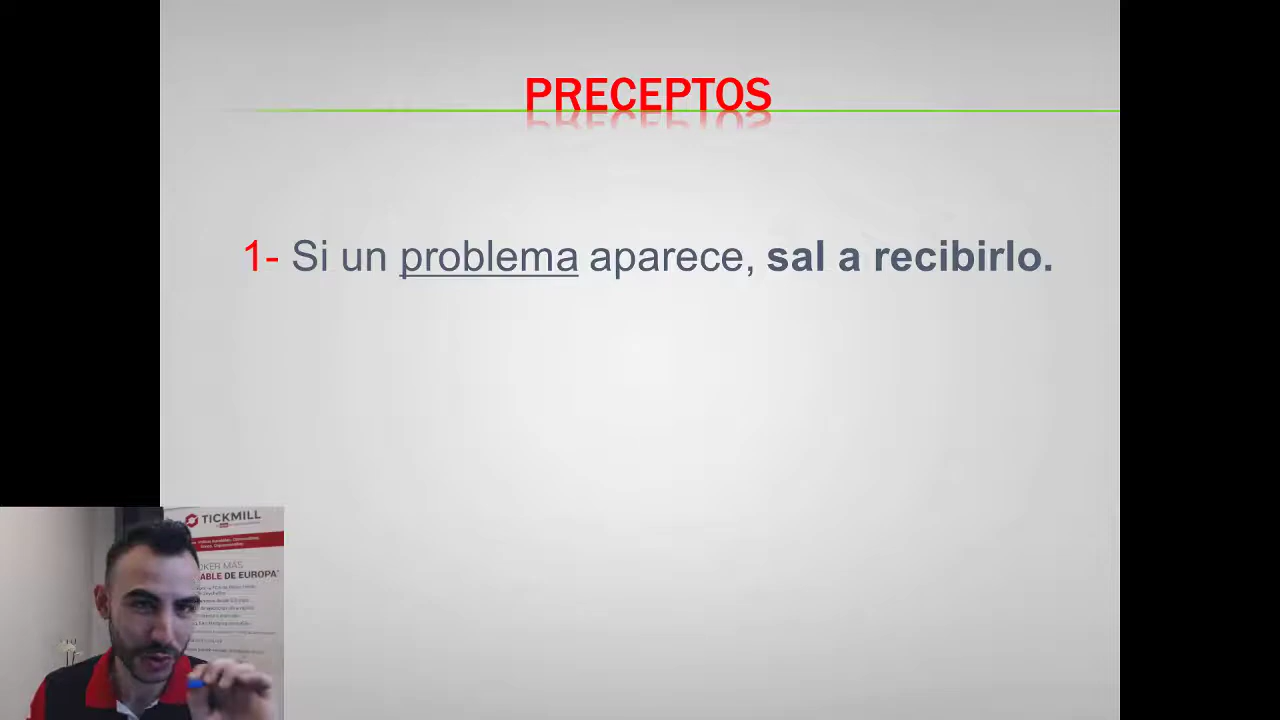 PRECEPTOS
1- Si un problema aparece, sal a recibirlo.
TICKMILL
ABLE DE EUROPA*